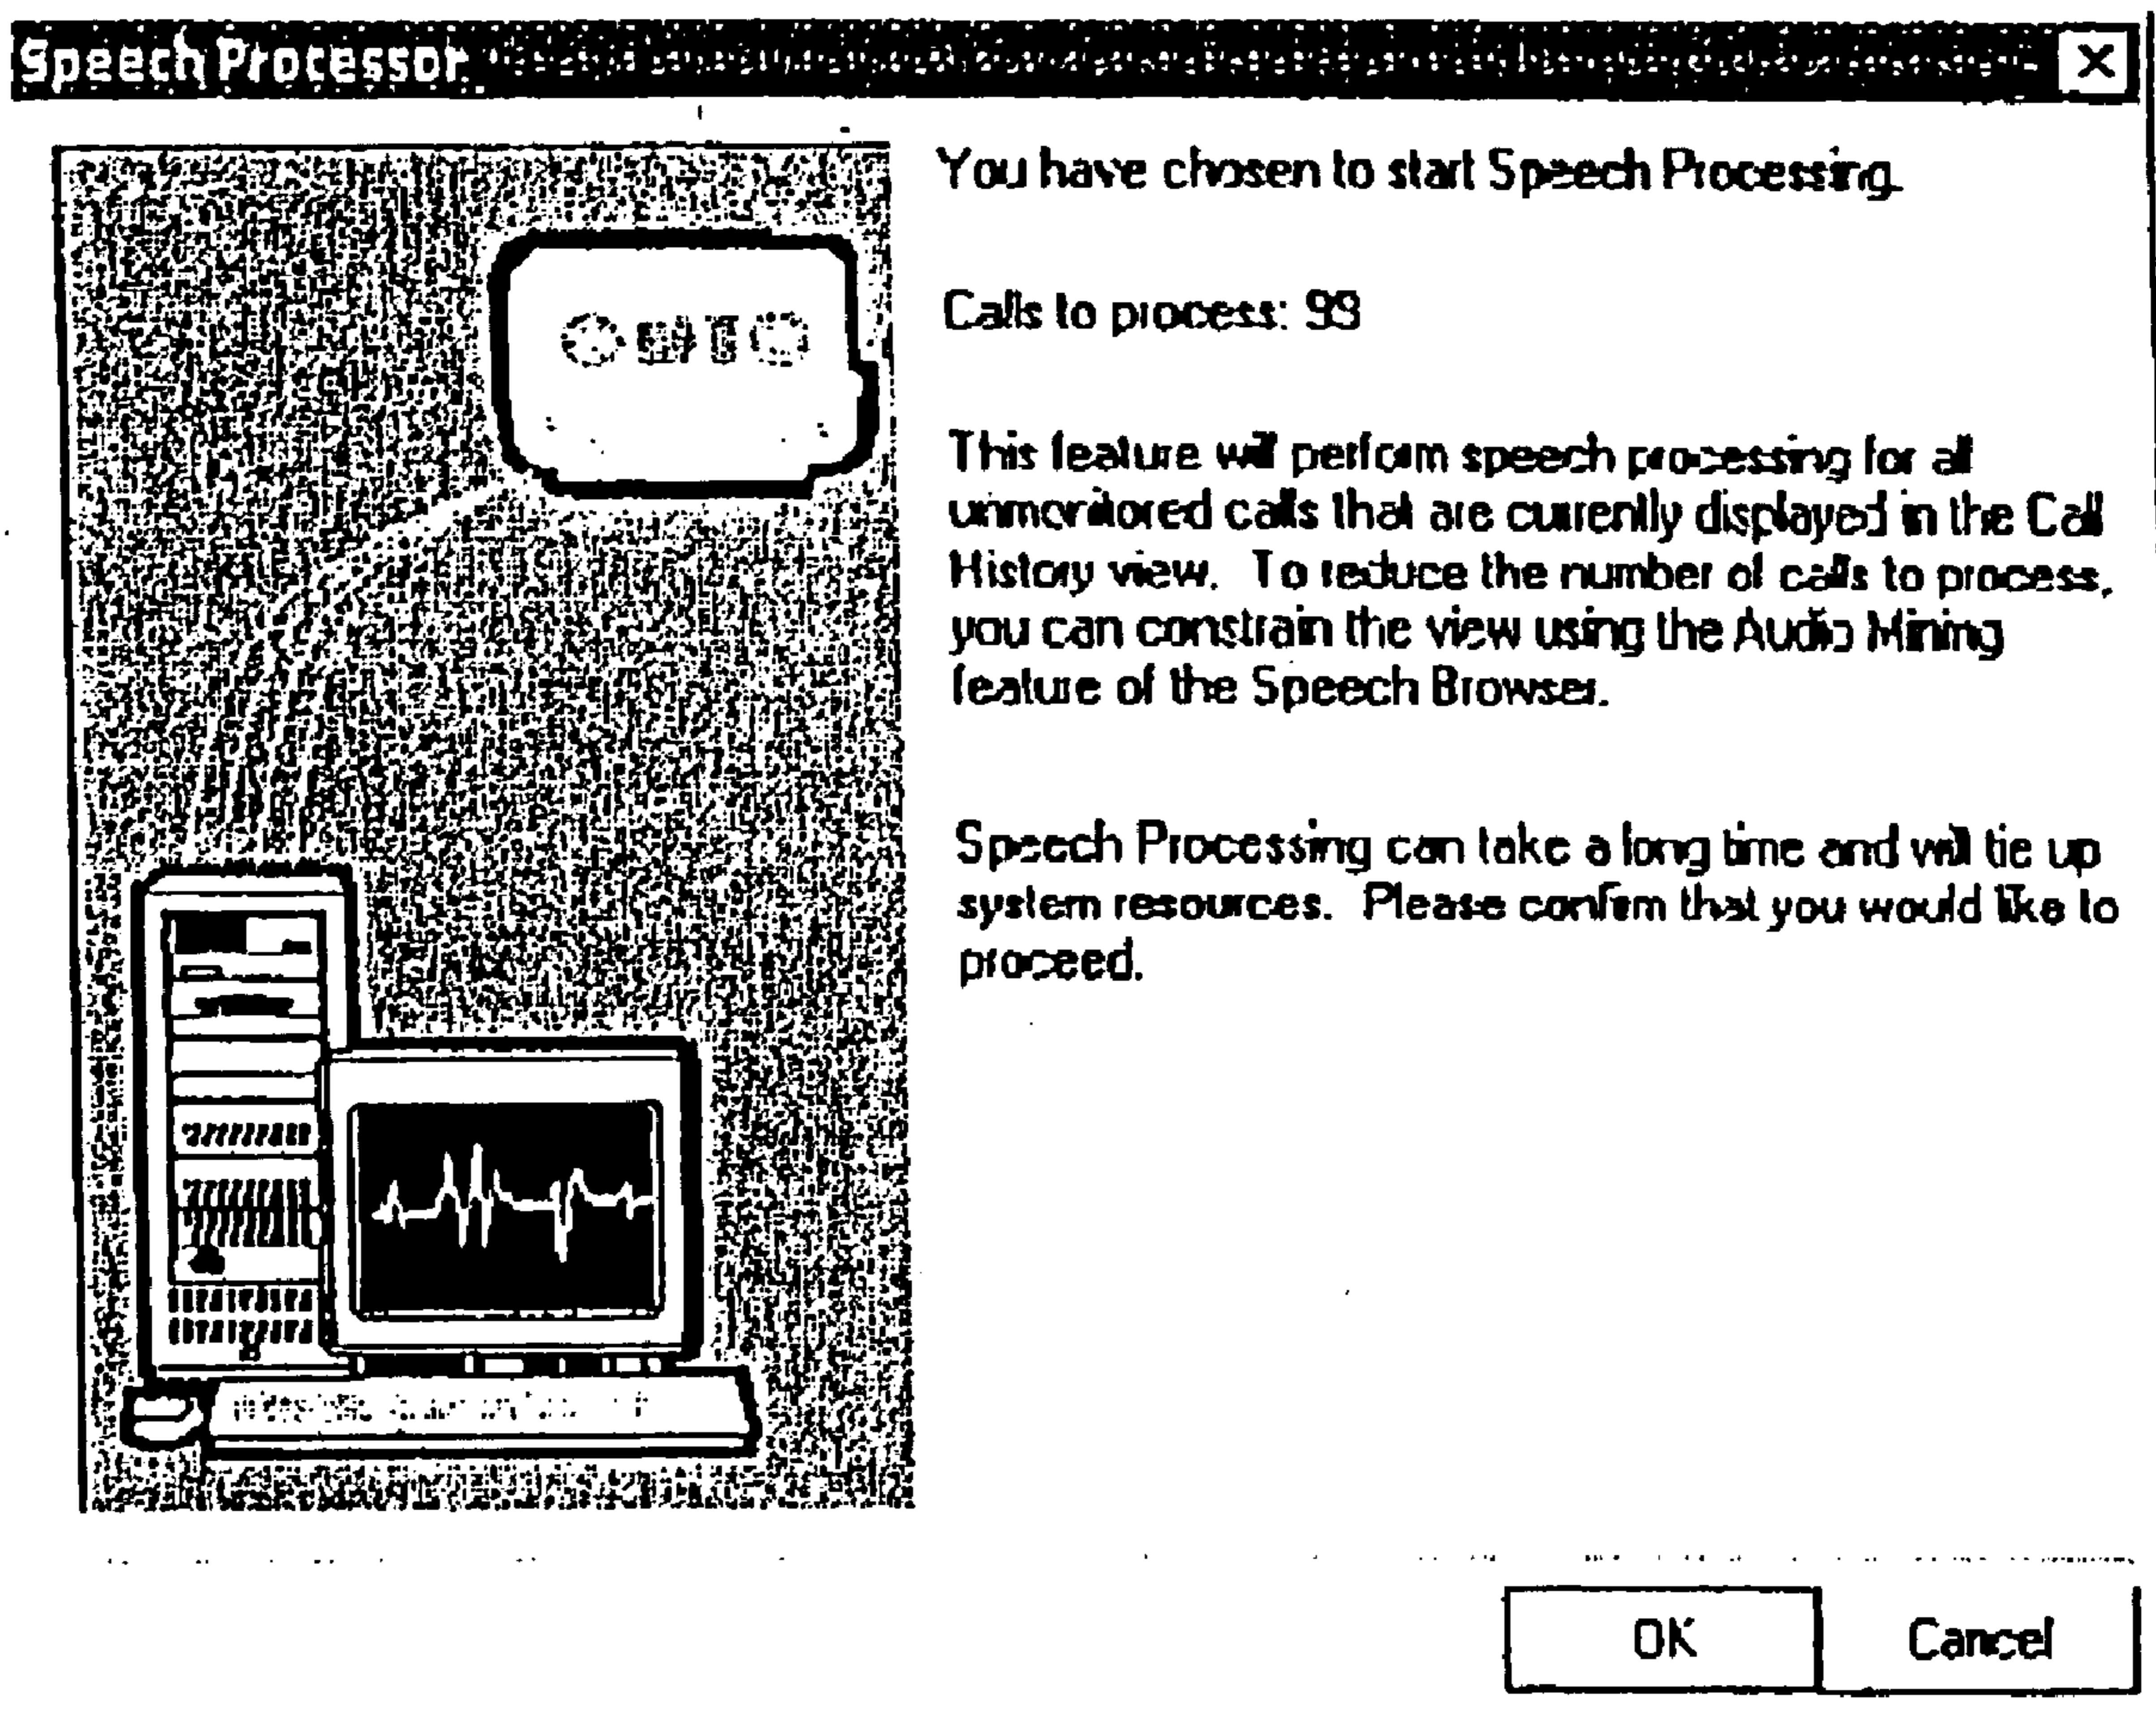 Speech Processor
You have chosen to start Speech Processing.
Calls to process: 99
This feature will perform speech processing for all
unmonitored calls that are currently displayed in the Call
History view. To reduce the number of calls to process,
you can constrain the view using the Audio Mining
feature of the Speech Browser.
Speech Processing can take a long time and will tie up
system resources. Please confirm that you would like to
proceed.
OK
Cancel